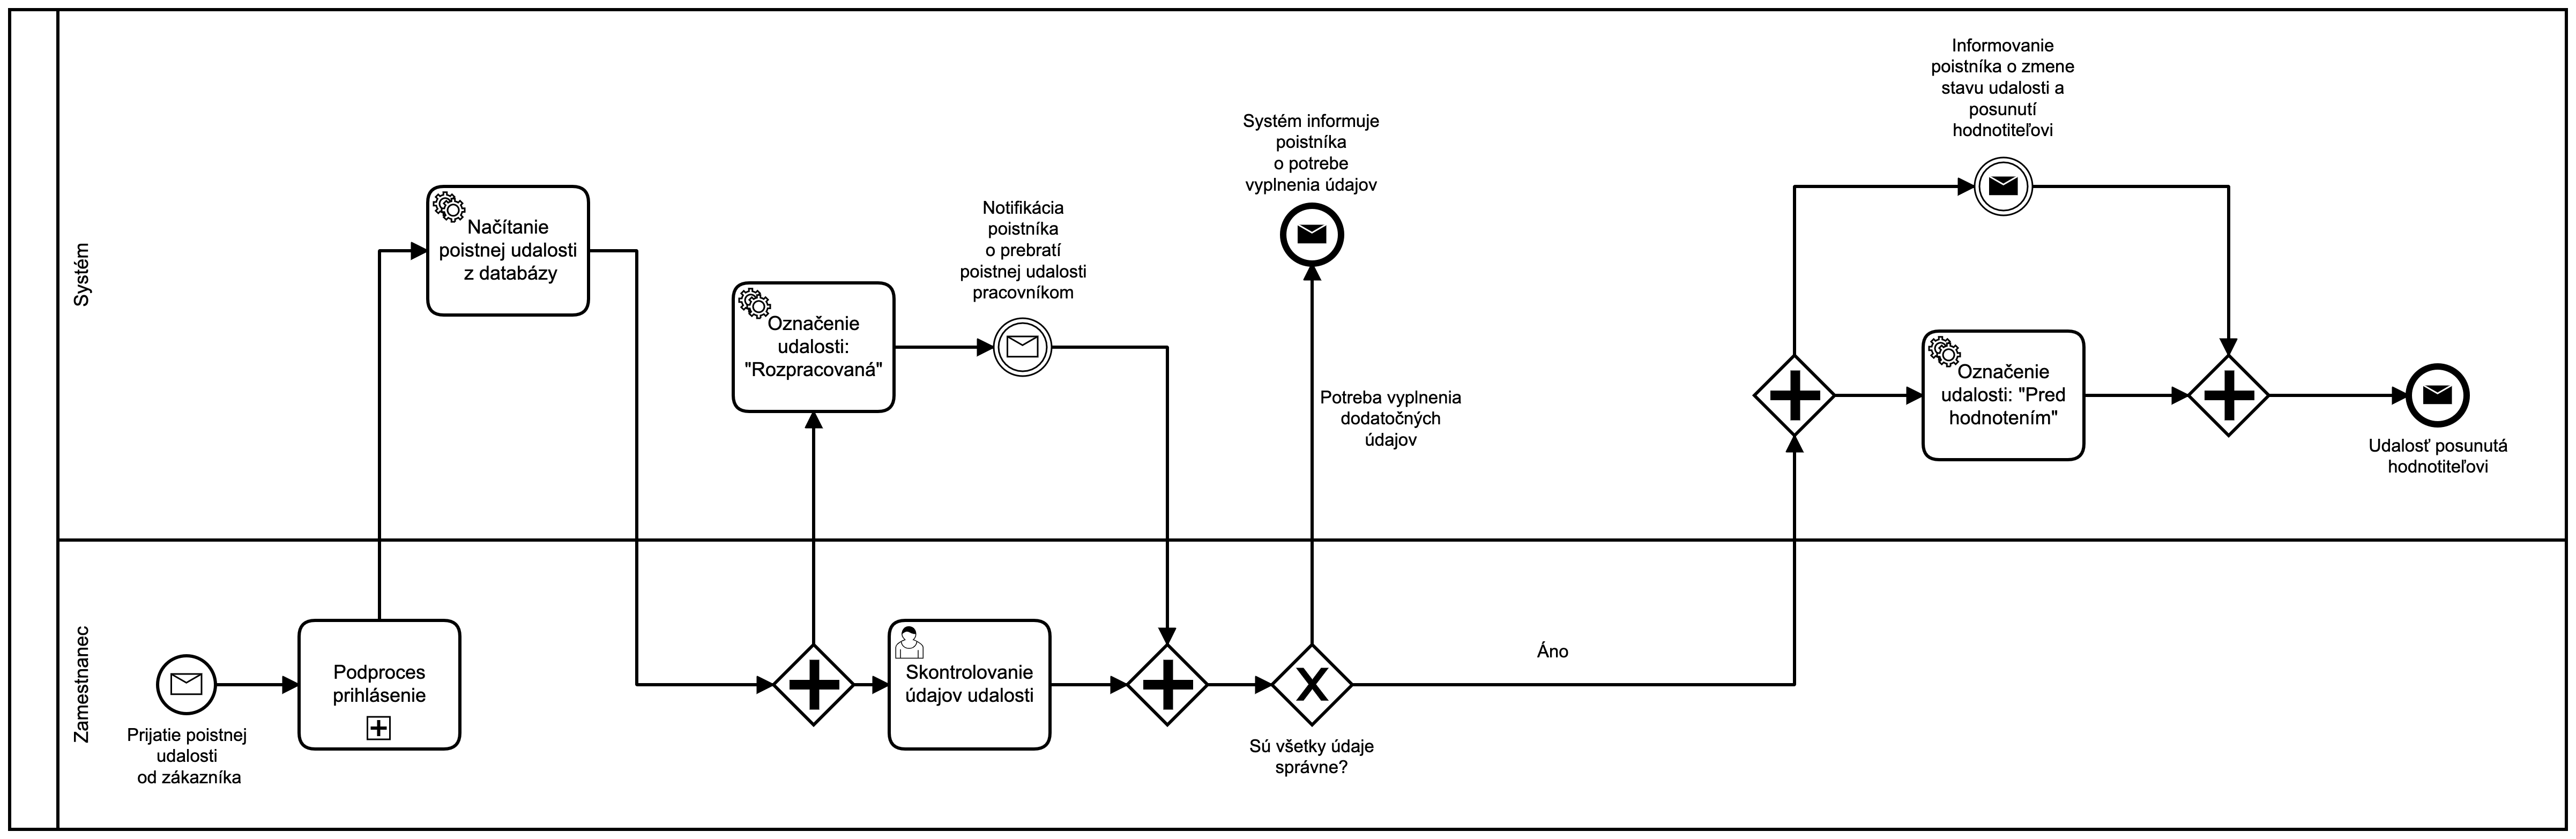 Systém
Načítanie
poistnej udalosti
z databázy
Označenie
udalosti:
"Rozpracovaná"
Notifikácia
poistníka
o prebratí
poistnej udalosti
pracovníkom
Systém informuje
poistníka
o potrebe
vyplnenia údajov
Potreba vyplnenia
dodatočných
údajov
Informovanie
poistníka o zmene
stavu udalosti a
posunutí
hodnotiteľovi
Označenie
udalosti: "Pred
hodnotením"
Udalosť posunutá
hodnotiteľovi
Zamestnanec
Prijatie poistnej
udalosti
od zákazníka
Podproces
prihlásenie
Skontrolovanie
údajov udalosti
Sú všetky údaje
správne?
Áno